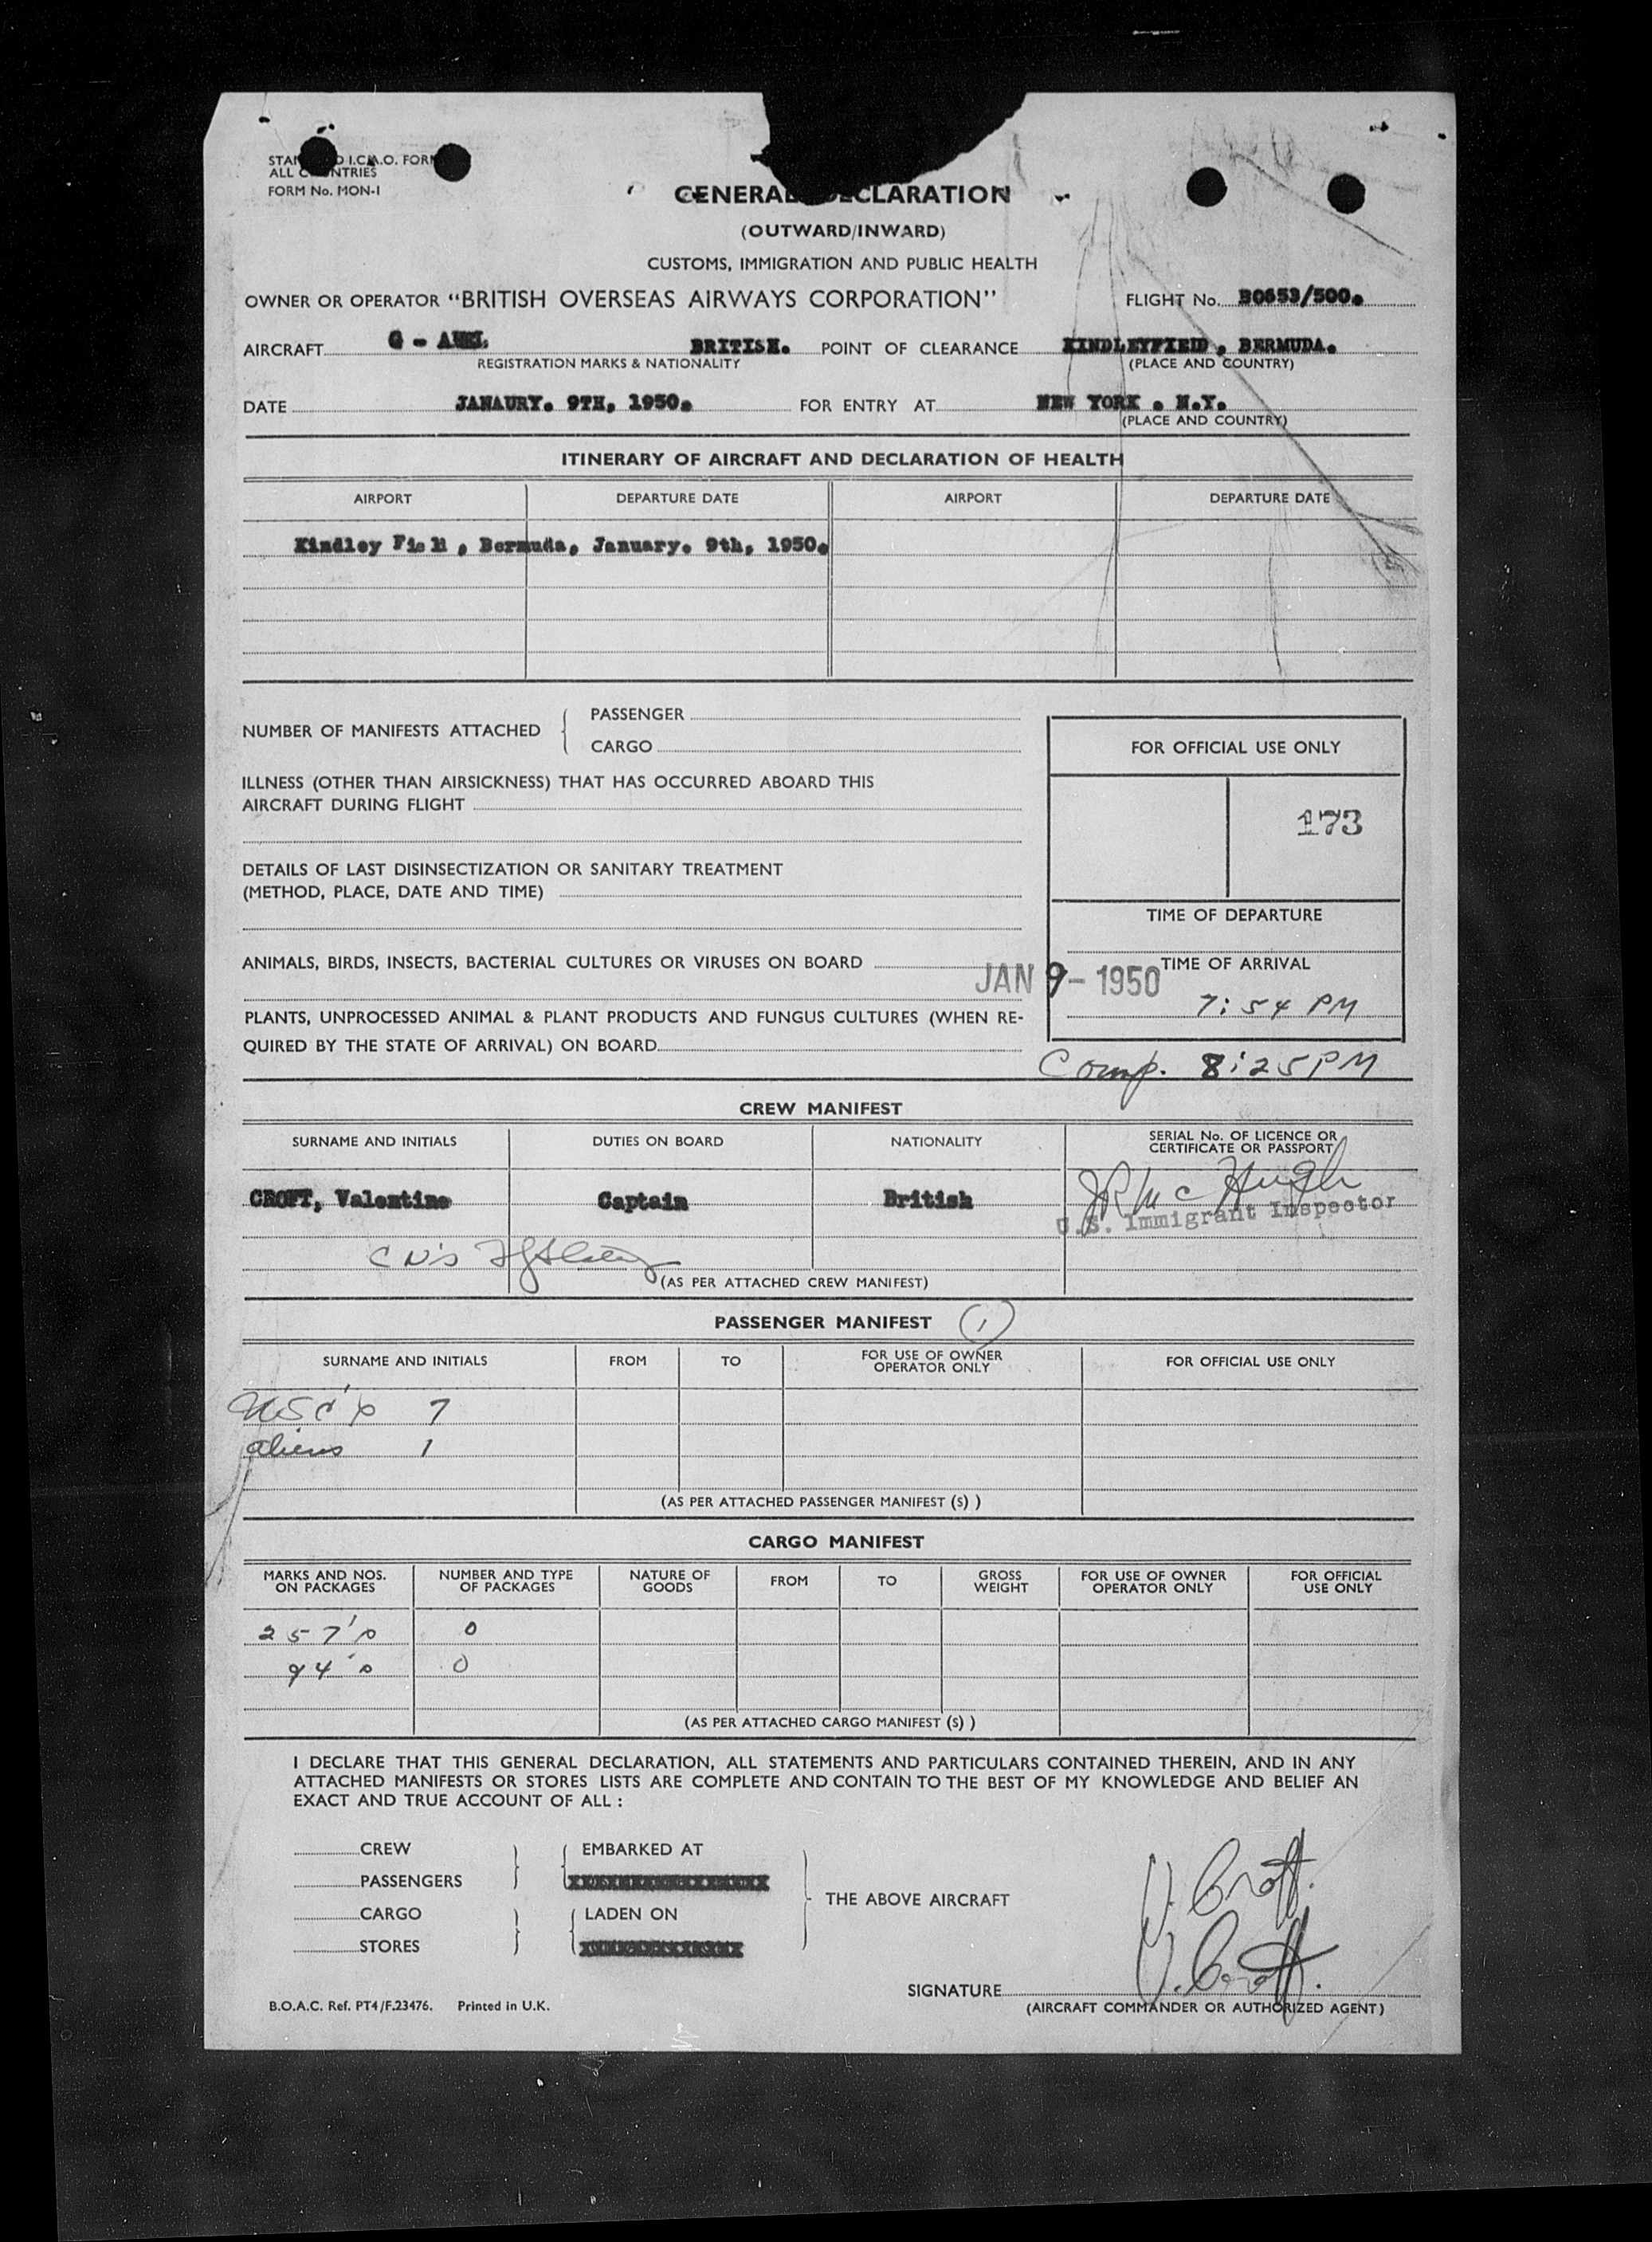 ALL COUNTRIES
FORM No. MON-I
GENERAL DECLARATION
(OUTWARD/INWARD)
CUSTOMS, IMMIGRATION AND PUBLIC HEALTH
OWNER OR OPERATOR "BRITISH OVERSEAS AIRWAYS CORPORATION" FLIGHT No. BO653/500.
AIRCRAFT G - BRITISH. POINT OF CLEARANCE KINDLEYFIELD, BERMUDA.
REGISTRATION MARKS & NATIONALITY (PLACE AND COUNTRY)
DATE JANAURY. 9TH, 1950. FOR ENTRY AT NEW YORK . N.Y.
(PLACE AND COUNTRY)
ITINERARY OF AIRCRAFT AND DECLARATION OF HEALTH
AIRPORT DEPARTURE DATE AIRPORT DEPARTURE DATE
Kindley Field, Bermuda, January. 9th, 1950.
NUMBER OF MANIFESTS ATTACHED
PASSENGER
CARGO
ILLNESS (OTHER THAN AIRSICKNESS) THAT HAS OCCURRED ABOARD THIS
AIRCRAFT DURING FLIGHT
DETAILS OF LAST DISINSECTIZATION OR SANITARY TREATMENT
(METHOD, PLACE, DATE AND TIME)
ANIMALS, BIRDS, INSECTS, BACTERIAL CULTURES OR VIRUSES ON BOARD
PLANTS, UNPROCESSED ANIMAL & PLANT PRODUCTS AND FUNGUS CULTURES (WHEN RE-
QUIRED BY THE STATE OF ARRIVAL) ON BOARD
FOR OFFICIAL USE ONLY
173
TIME OF DEPARTURE
TIME OF ARRIVAL
JAN 9 - 1950
7:54 PM
Comp. 8:25 PM
CREW MANIFEST
SURNAME AND INITIALS DUTIES ON BOARD NATIONALITY SERIAL No. OF LICENCE OR
CERTIFICATE OR PASSPORT
CROFT, Valentine Captain British JR McHugh
U.S. Immigrant Inspector
(AS PER ATTACHED CREW MANIFEST)
PASSENGER MANIFEST 1
SURNAME AND INITIALS FROM TO FOR USE OF OWNER
OPERATOR ONLY FOR OFFICIAL USE ONLY
USC's 7
aliens 1
(AS PER ATTACHED PASSENGER MANIFEST (S) )
CARGO MANIFEST
MARKS AND NOS.
ON PACKAGES NUMBER AND TYPE
OF PACKAGES NATURE OF
GOODS FROM TO GROSS
WEIGHT FOR USE OF OWNER
OPERATOR ONLY FOR OFFICIAL
USE ONLY
257's 0
94's 0
(AS PER ATTACHED CARGO MANIFEST (S) )
I DECLARE THAT THIS GENERAL DECLARATION, ALL STATEMENTS AND PARTICULARS CONTAINED THEREIN, AND IN ANY
ATTACHED MANIFESTS OR STORES LISTS ARE COMPLETE AND CONTAIN TO THE BEST OF MY KNOWLEDGE AND BELIEF AN
EXACT AND TRUE ACCOUNT OF ALL :
CREW EMBARKED AT
PASSENGERS
THE ABOVE AIRCRAFT
CARGO LADEN ON
STORES
V. Croft.
V. Croft.
SIGNATURE
(AIRCRAFT COMMANDER OR AUTHORIZED AGENT)
B.O.A.C. Ref. PT4/F.23476. Printed in U.K.